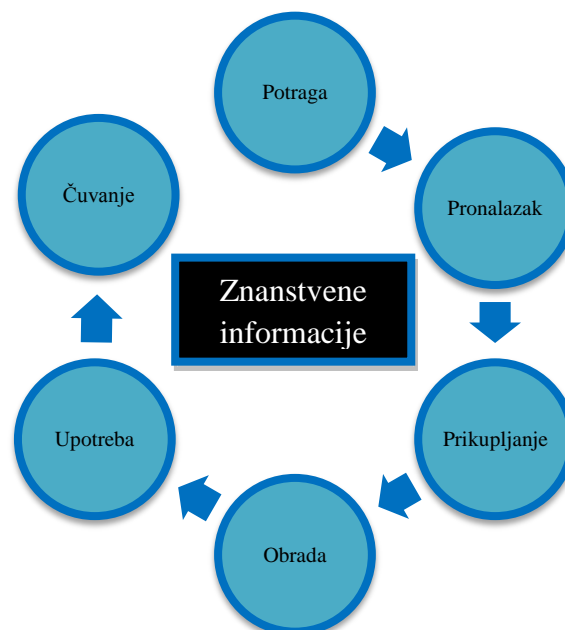 Potraga
Pronalazak
Prikupljanje
Obrada
Upotreba
Čuvanje
Znanstvene
informacije